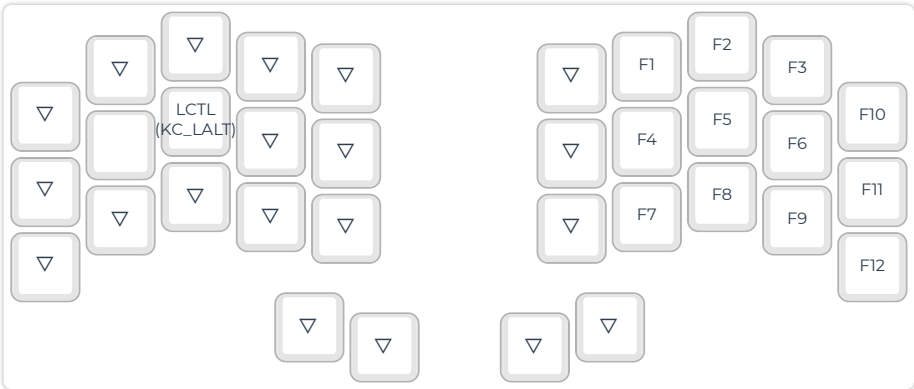 ▽ ▽ ▽ ▽ ▽ ▽ F1 F2 F3 F10
▽ LCTL ▽ ▽ ▽ F4 F5 F6 F11
(KC_LALT)
▽ ▽ ▽ ▽ ▽ ▽ F7 F8 F9 F12
▽ ▽ ▽ ▽